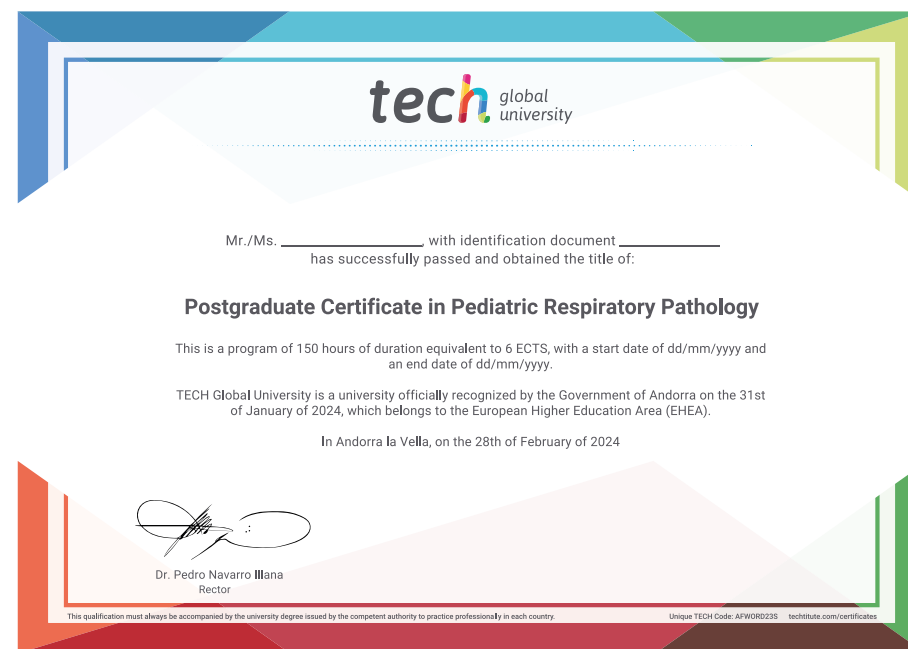 tech global university
Mr./Ms. ____________, with identification document ____________
has successfully passed and obtained the title of:
Postgraduate Certificate in Pediatric Respiratory Pathology
This is a program of 150 hours of duration equivalent to 6 ECTS, with a start date of dd/mm/yyyy and
an end date of dd/mm/yyyy.
TECH Global University is a university officially recognized by the Government of Andorra on the 31st
of January of 2024, which belongs to the European Higher Education Area (EHEA).
In Andorra la Vella, on the 28th of February of 2024
Dr. Pedro Navarro Illana
Rector
This qualification must always be accompanied by the university degree issued by the competent authority to practice professionally in each country.
Unique TECH Code: AFWORD23S techtitute.com/certificates